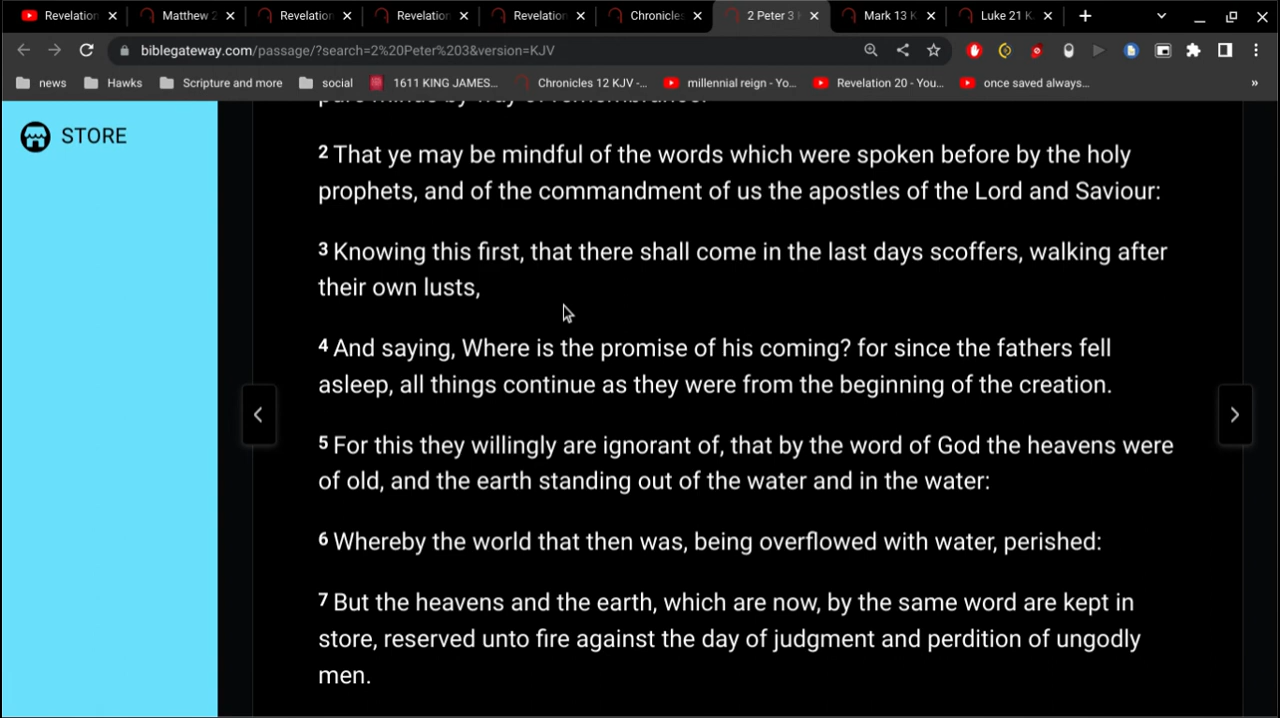 Revelation
Matthew 2
Revelation
Revelation
Revelation
Chronicles
2 Peter 3 K
Mark 13 K
Luke 21 K
biblegateway.com/passage/?search=2%20Peter%203&version=KJV
news
Hawks
Scripture and more
social
1611 KING JAMES...
Chronicles 12 KJV -...
millennial reign - Yo...
Revelation 20 - You...
once saved always...
»
STORE
pure minds by way of remembrance:
2 That ye may be mindful of the words which were spoken before by the holy
prophets, and of the commandment of us the apostles of the Lord and Saviour:
3 Knowing this first, that there shall come in the last days scoffers, walking after
their own lusts,
4 And saying, Where is the promise of his coming? for since the fathers fell
asleep, all things continue as they were from the beginning of the creation.
5 For this they willingly are ignorant of, that by the word of God the heavens were
of old, and the earth standing out of the water and in the water:
6 Whereby the world that then was, being overflowed with water, perished:
7 But the heavens and the earth, which are now, by the same word are kept in
store, reserved unto fire against the day of judgment and perdition of ungodly
men.